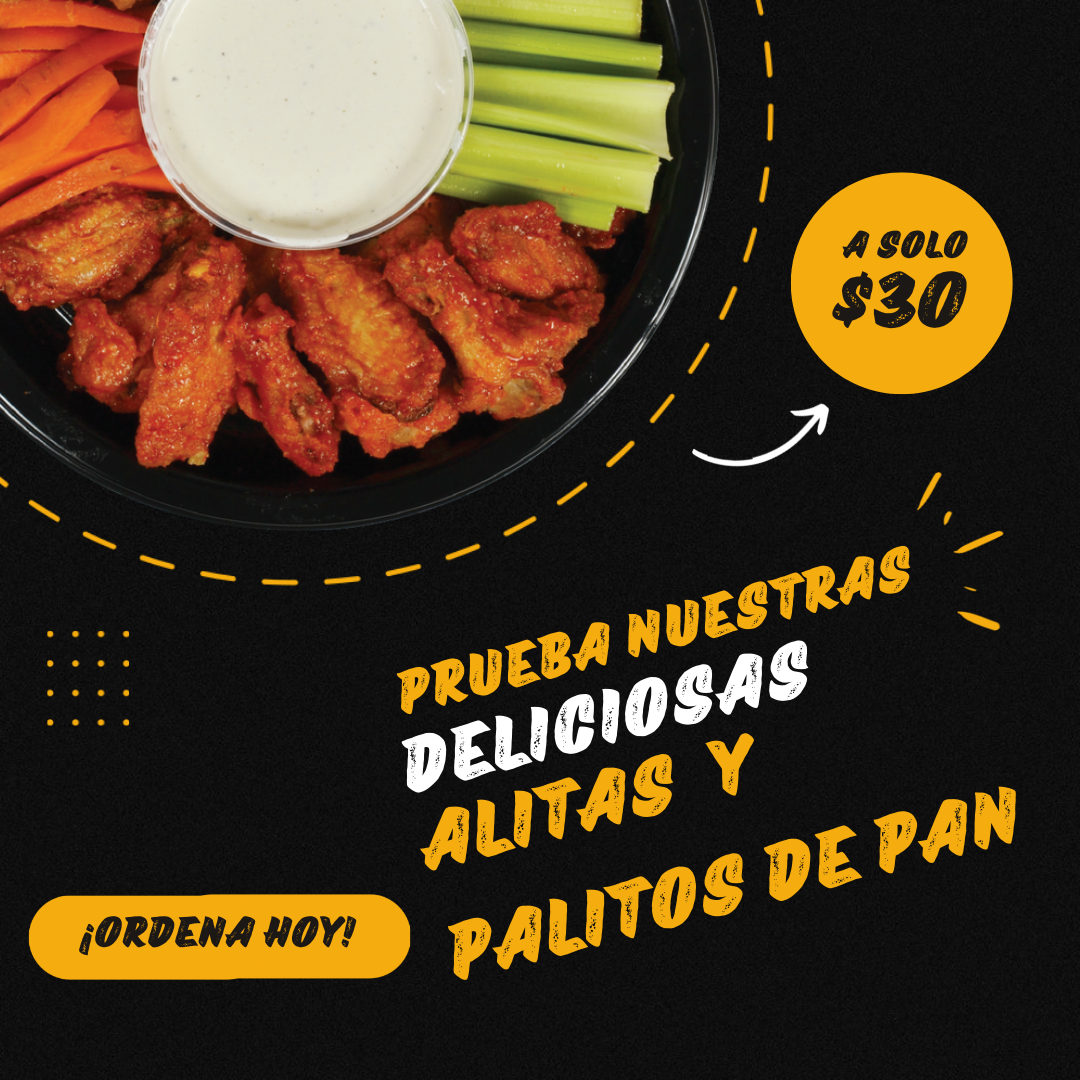 A SOLO
$30
PRUEBA NUESTRAS
DELICIOSAS
ALITAS Y
PALITOS DE PAN
¡ORDENA HOY!